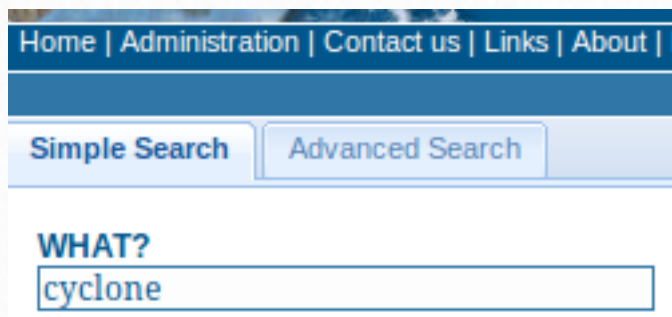 Home | Administration | Contact us | Links | About |
Simple Search Advanced Search
WHAT?
cyclone